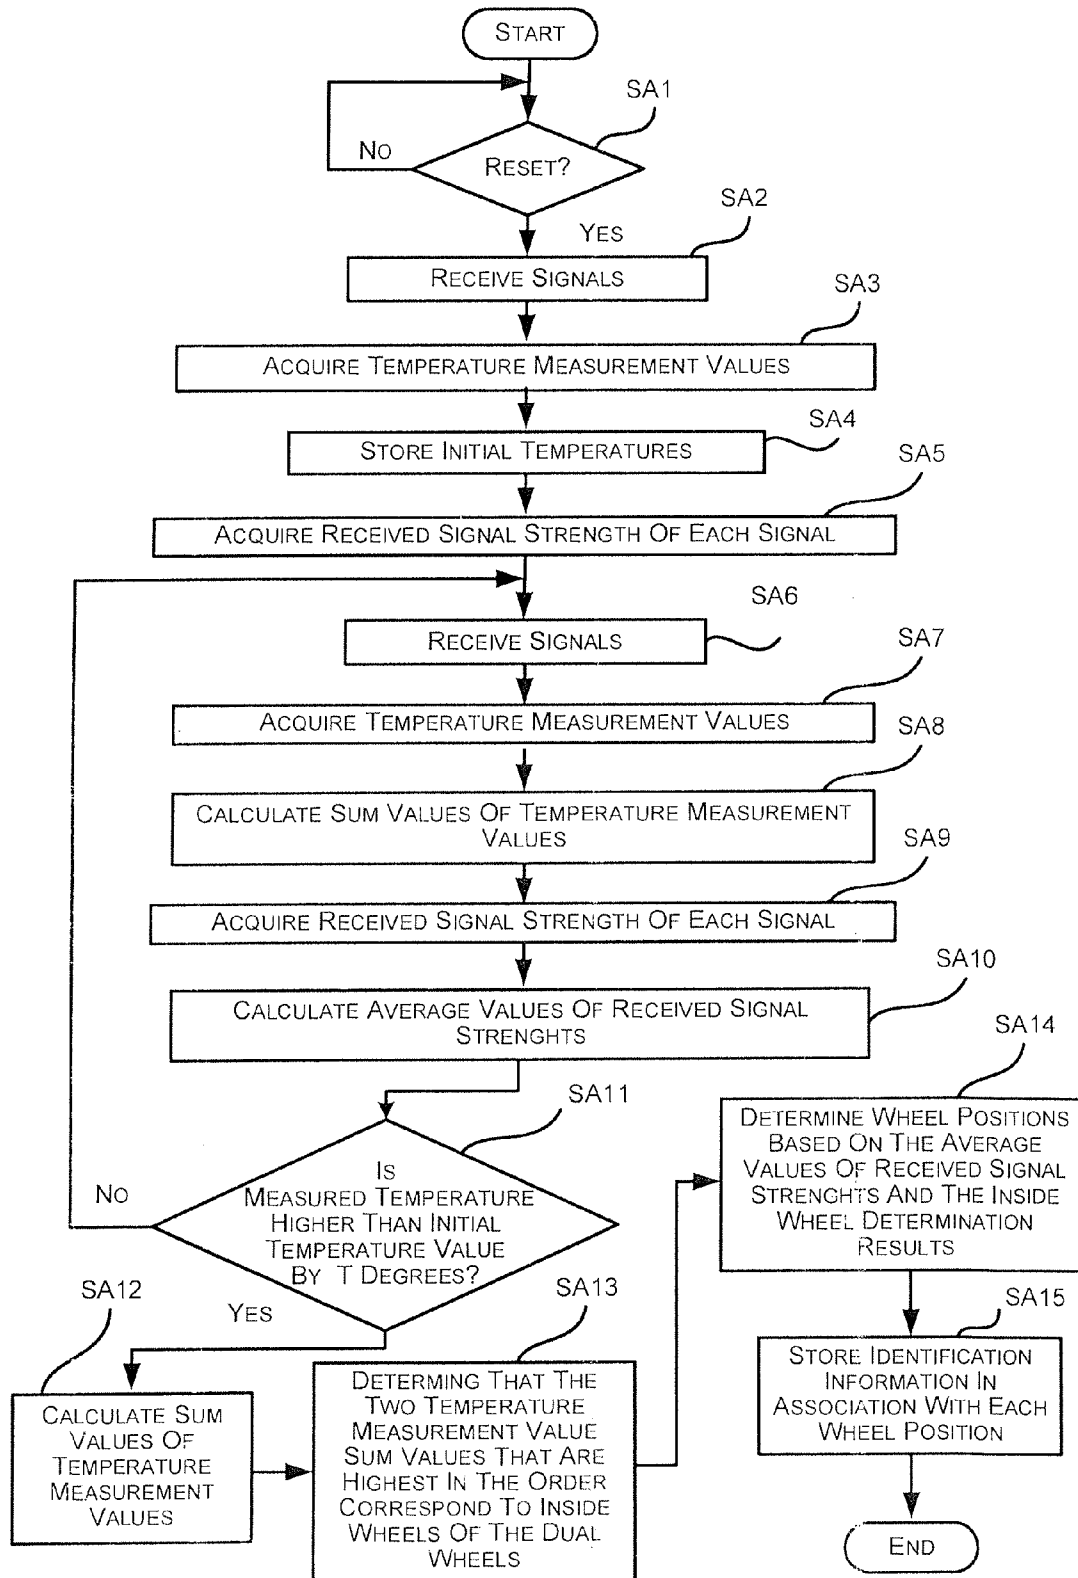 START
SA1
NO
RESET?
SA2
YES
RECEIVE SIGNALS
SA3
ACQUIRE TEMPERATURE MEASUREMENT VALUES
SA4
STORE INITIAL TEMPERATURES
SA5
ACQUIRE RECEIVED SIGNAL STRENGTH OF EACH SIGNAL
SA6
RECEIVE SIGNALS
SA7
ACQUIRE TEMPERATURE MEASUREMENT VALUES
SA8
CALCULATE SUM VALUES OF TEMPERATURE MEASUREMENT
VALUES
SA9
ACQUIRE RECEIVED SIGNAL STRENGTH OF EACH SIGNAL
SA10
CALCULATE AVERAGE VALUES OF RECEIVED SIGNAL
STRENGHTS
SA11
IS
MEASURED TEMPERATURE
HIGHER THAN INITIAL
TEMPERATURE VALUE
BY T DEGREES?
NO
YES
SA12
CALCULATE SUM
VALUES OF
TEMPERATURE
MEASUREMENT
VALUES
SA13
DETERMING THAT THE
TWO TEMPERATURE
MEASUREMENT VALUE
SUM VALUES THAT ARE
HIGHEST IN THE ORDER
CORRESPOND TO INSIDE
WHEELS OF THE DUAL
WHEELS
SA14
DETERMINE WHEEL POSITIONS
BASED ON THE AVERAGE
VALUES OF RECEIVED SIGNAL
STRENGHTS AND THE INSIDE
WHEEL DETERMINATION
RESULTS
SA15
STORE IDENTIFICATION
INFORMATION IN
ASSOCIATION WITH EACH
WHEEL POSITION
END